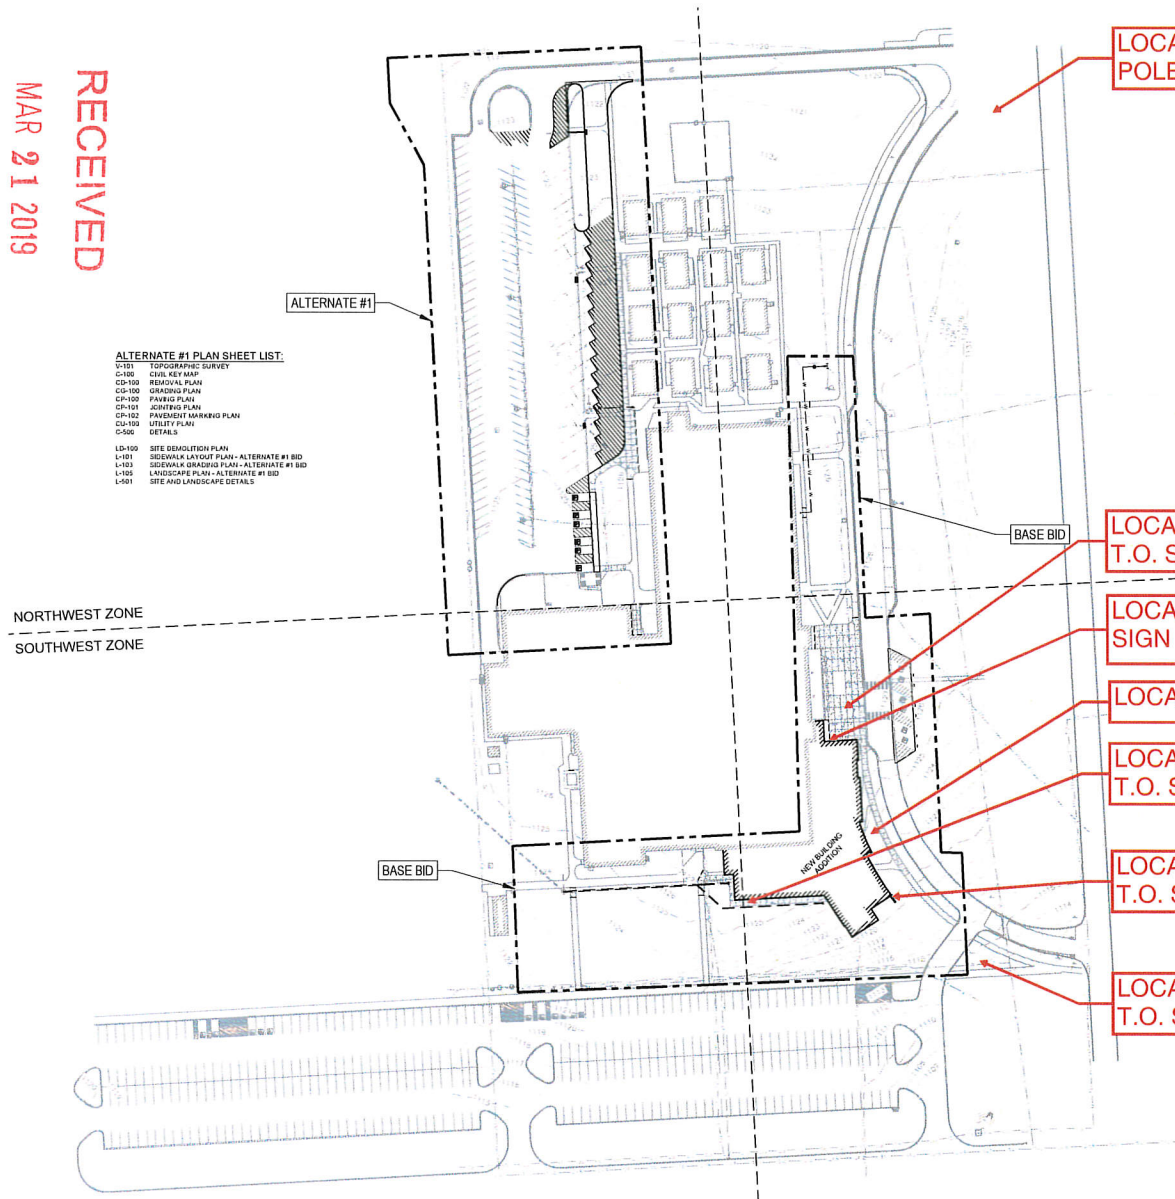 RECEIVED
MAR 21 2019
ALTERNATE #1
ALTERNATE #1 PLAN SHEET LIST:
V-101 TOPOGRAPHIC SURVEY
C-100 CIVIL KEY MAP
CD-100 REMOVAL PLAN
CG-100 GRADING PLAN
CP-100 PAVING PLAN
CP-101 JOINTING PLAN
CP-102 PAVEMENT MARKING PLAN
CU-100 UTILITY PLAN
C-500 DETAILS
LD-100 SITE DEMOLITION PLAN
L-101 SIDEWALK LAYOUT PLAN - ALTERNATE #1 BID
L-103 SIDEWALK GRADING PLAN - ALTERNATE #1 BID
L-105 LANDSCAPE PLAN - ALTERNATE #1 BID
L-501 SITE AND LANDSCAPE DETAILS
NORTHWEST ZONE
SOUTHWEST ZONE
BASE BID
BASE BID
NEW BUILDING
ADDITION
LOCA
POLE
LOCA
T.O. S
LOCA
SIGN
LOCA
LOCA
T.O. S
LOCA
T.O. S
LOCA
T.O. S